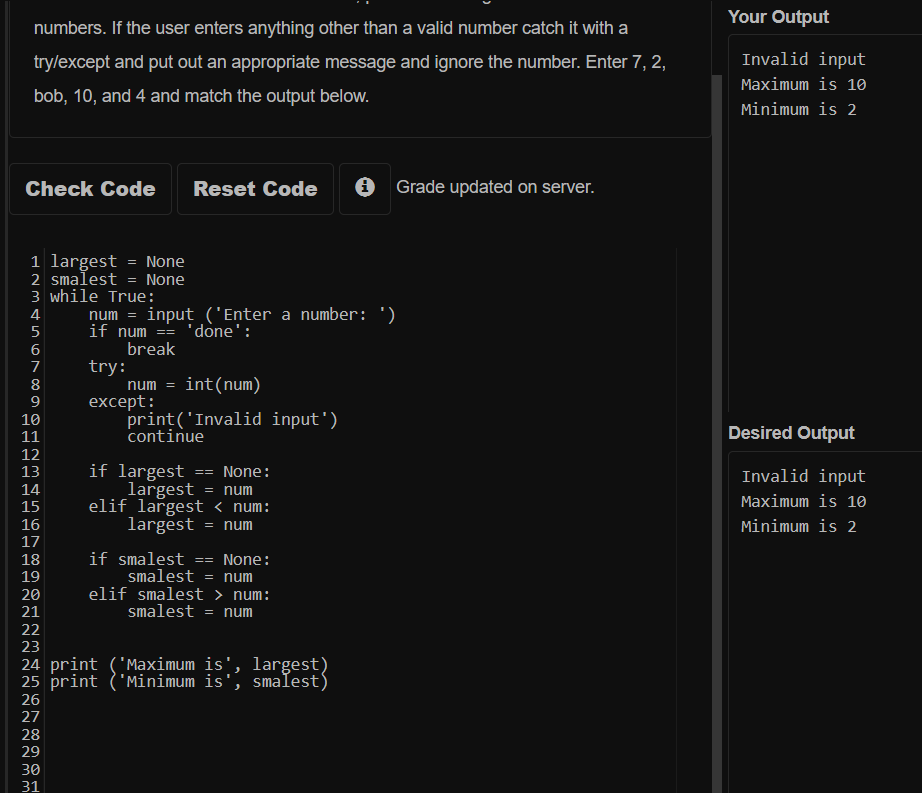 numbers. If the user enters anything other than a valid number catch it with a
try/except and put out an appropriate message and ignore the number. Enter 7, 2,
bob, 10, and 4 and match the output below.
Check Code
Reset Code
Grade updated on server.
1 largest = None
2 smalest = None
3 while True:
4     num = input ('Enter a number: ')
5     if num == 'done':
6         break
7     try:
8         num = int(num)
9     except:
10         print('Invalid input')
11         continue
12
13     if largest == None:
14         largest = num
15     elif largest < num:
16         largest = num
17
18     if smalest == None:
19         smalest = num
20     elif smalest > num:
21         smalest = num
22
23
24 print ('Maximum is', largest)
25 print ('Minimum is', smalest)
26
27
28
29
30
31
Your Output
Invalid input
Maximum is 10
Minimum is 2
Desired Output
Invalid input
Maximum is 10
Minimum is 2